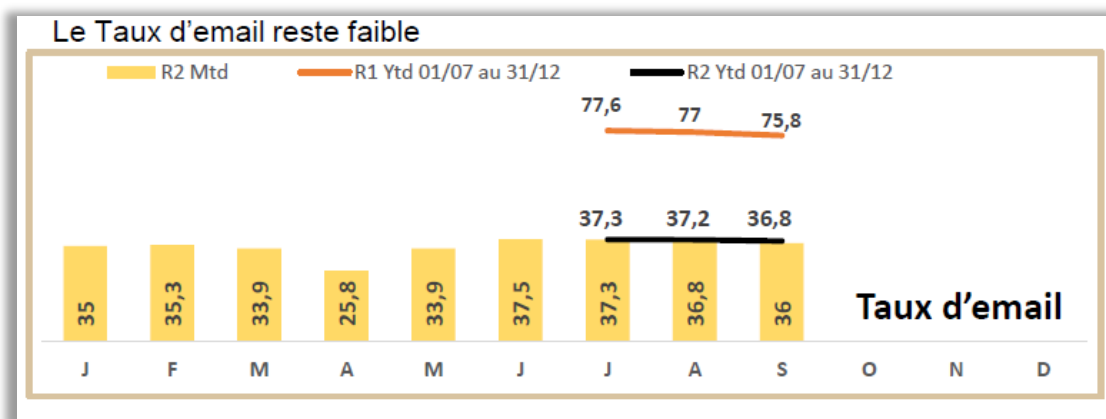 Le Taux d'email reste faible
R2 Mtd R1 Ytd 01/07 au 31/12 R2 Ytd 01/07 au 31/12
77,6 77 75,8
37,3 37,2 36,8
35 35,3 33,9 25,8 33,9 37,5 37,3 36,8 36
Taux d'email
J F M A M J J A S O N D